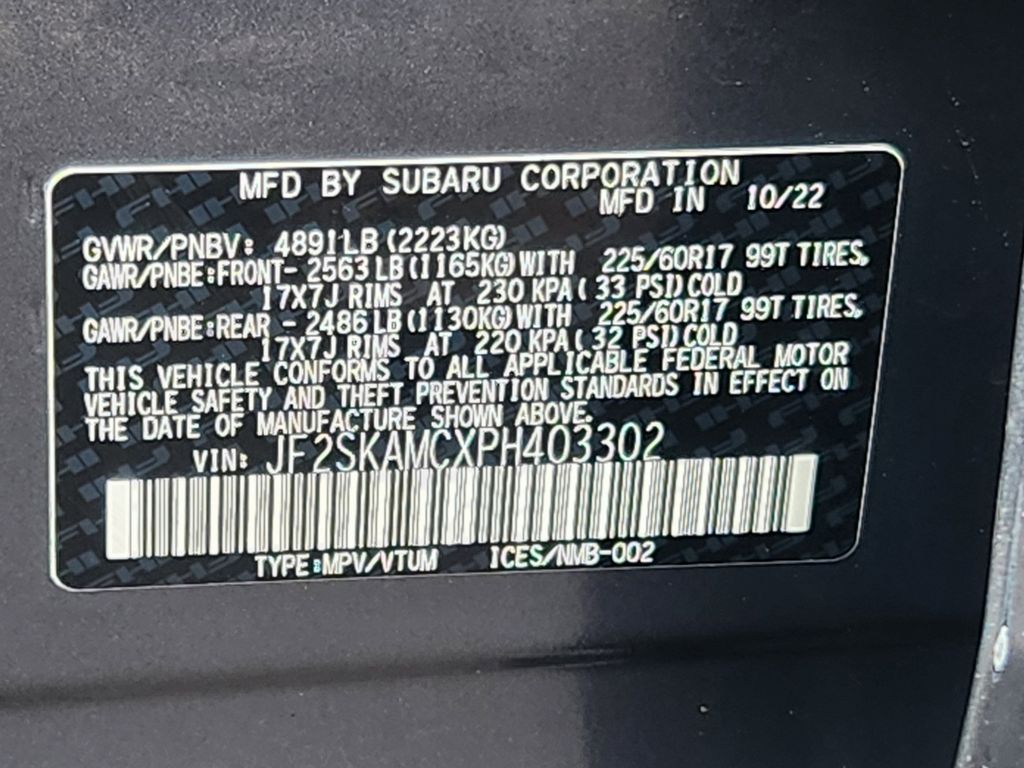 MFD BY SUBARU CORPORATION
MFD IN 10/22
GVWR/PNBV: 4891LB(2223KG)
GAWR/PNBE:FRONT- 2563LB(1165KG)WITH 225/60R17 99T TIRES,
17X7J RIMS AT 230 KPA( 33 PSI)COLD
GAWR/PNBE:REAR - 2486LB(1130KG)WITH 225/60R17 99T TIRES,
17X7J RIMS AT 220 KPA( 32 PSI)COLD
THIS VEHICLE CONFORMS TO ALL APPLICABLE FEDERAL MOTOR
VEHICLE SAFETY AND THEFT PREVENTION STANDARDS IN EFFECT ON
THE DATE OF MANUFACTURE SHOWN ABOVE.
VIN: JF2SKAMCXPH403302
TYPE:MPV/VTUM ICES/NMB-002